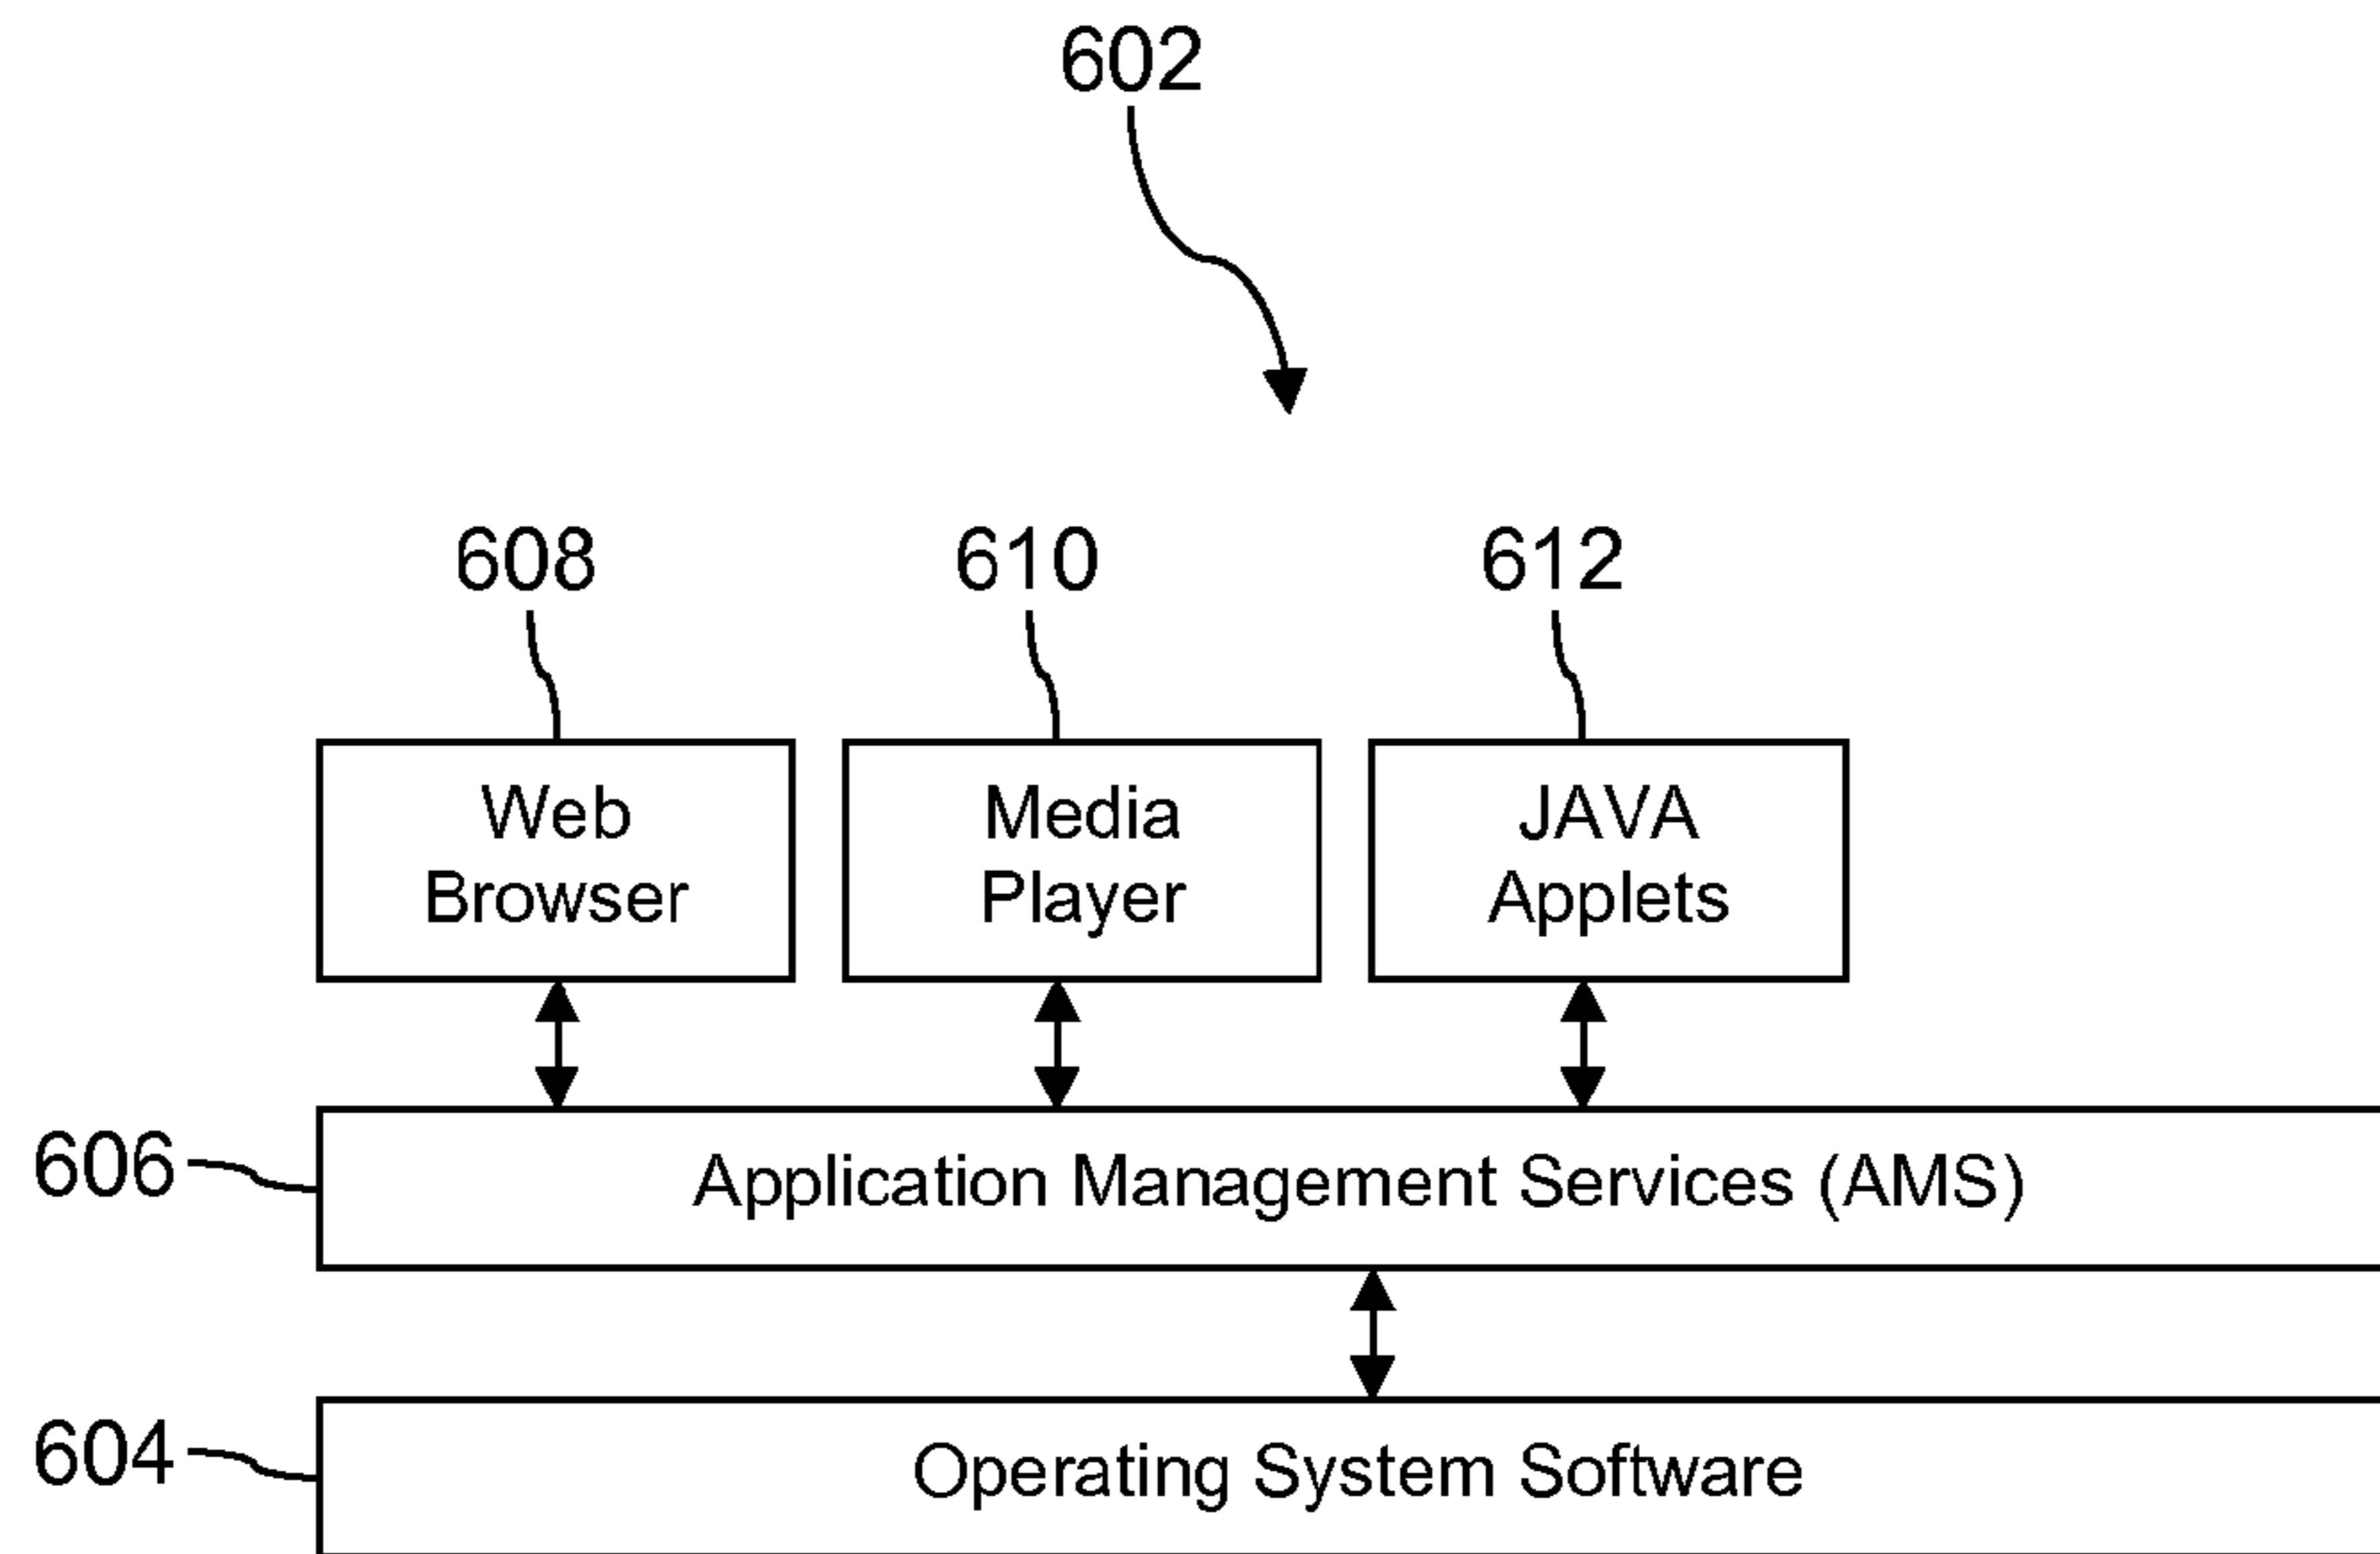 602
608
610
612
Web
Browser
Media
Player
JAVA
Applets
606
Application Management Services (AMS)
604
Operating System Software